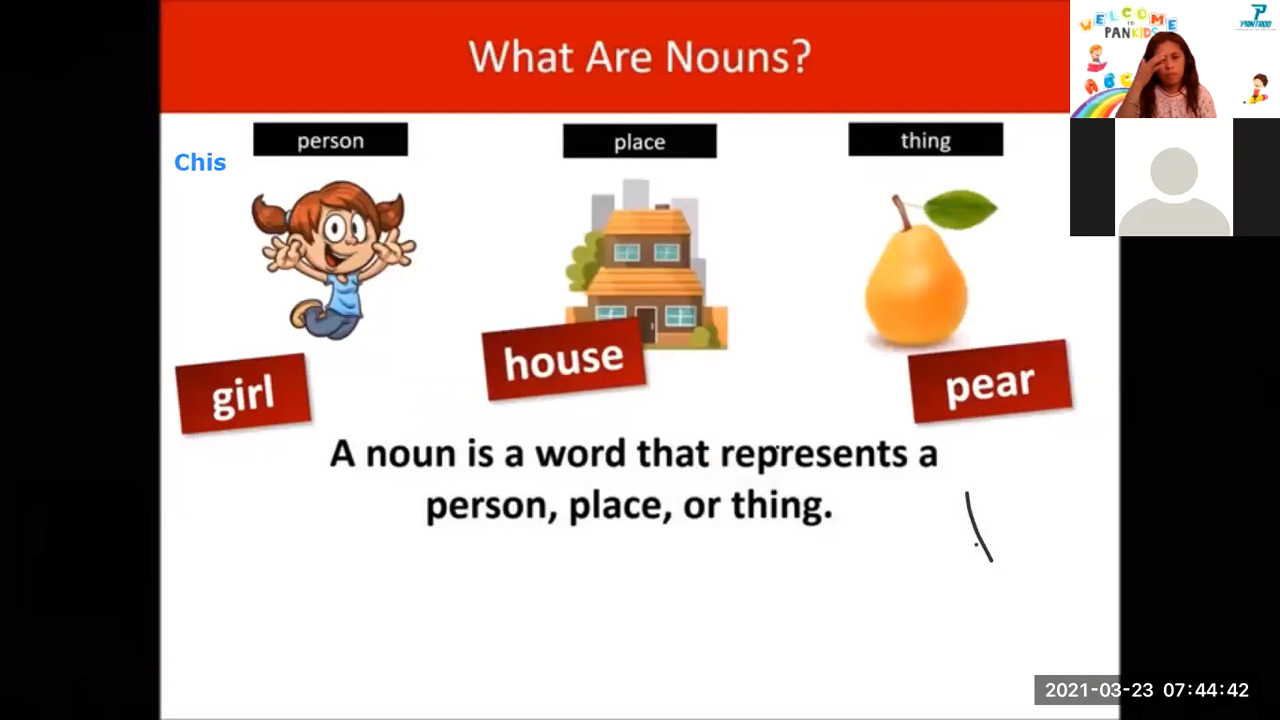 What Are Nouns?
WELCOME
TO
PANKIDS
ABC
person
place
thing
Chis
girl
house
pear
A noun is a word that represents a
person, place, or thing.
2021-03-23 07:44:42